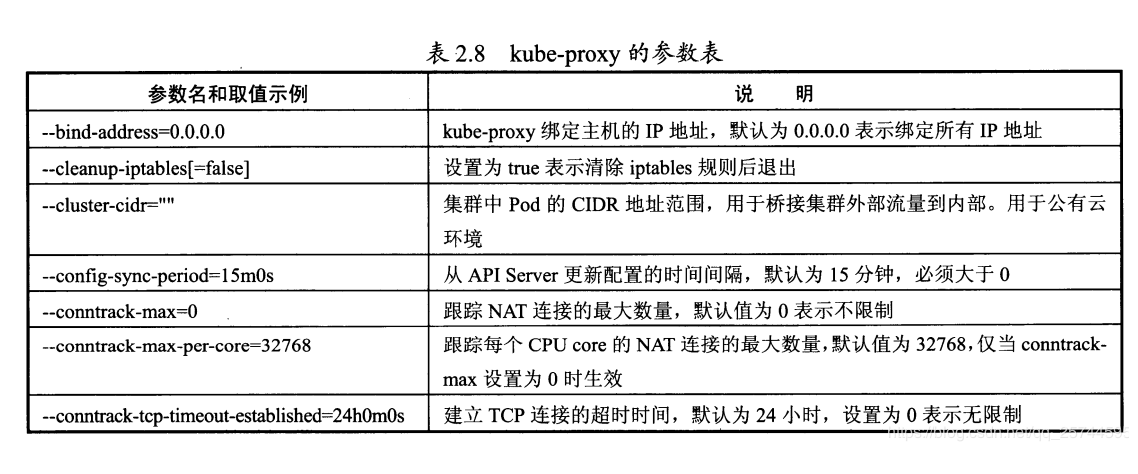 表 2.8 kube-proxy 的参数表
参数名和取值示例 说 明
--bind-address=0.0.0.0 kube-proxy 绑定主机的 IP 地址，默认为 0.0.0.0 表示绑定所有 IP 地址
--cleanup-iptables[=false] 设置为 true 表示清除 iptables 规则后退出
--cluster-cidr="" 集群中 Pod 的 CIDR 地址范围，用于桥接集群外部流量到内部。用于公有云
环境
--config-sync-period=15m0s 从 API Server 更新配置的时间间隔，默认为 15 分钟，必须大于 0
--conntrack-max=0 跟踪 NAT 连接的最大数量，默认值为 0 表示不限制
--conntrack-max-per-core=32768 跟踪每个 CPU core 的 NAT 连接的最大数量，默认值为 32768，仅当 conntrack-
max 设置为 0 时生效
--conntrack-tcp-timeout-established=24h0m0s 建立 TCP 连接的超时时间，默认为 24 小时，设置为 0 表示无限制